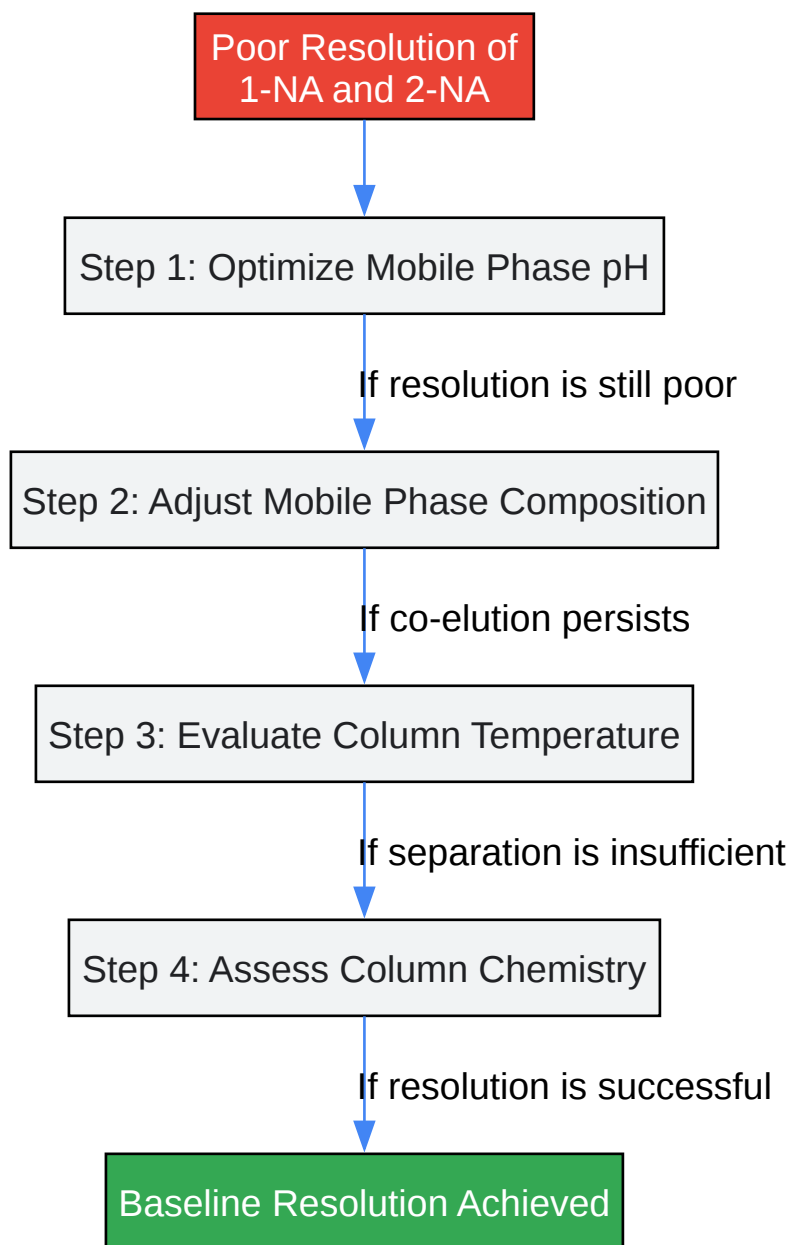 Poor Resolution of
1-NA and 2-NA
Step 1: Optimize Mobile Phase pH
If resolution is still poor
Step 2: Adjust Mobile Phase Composition
If co-elution persists
Step 3: Evaluate Column Temperature
If separation is insufficient
Step 4: Assess Column Chemistry
If resolution is successful
Baseline Resolution Achieved